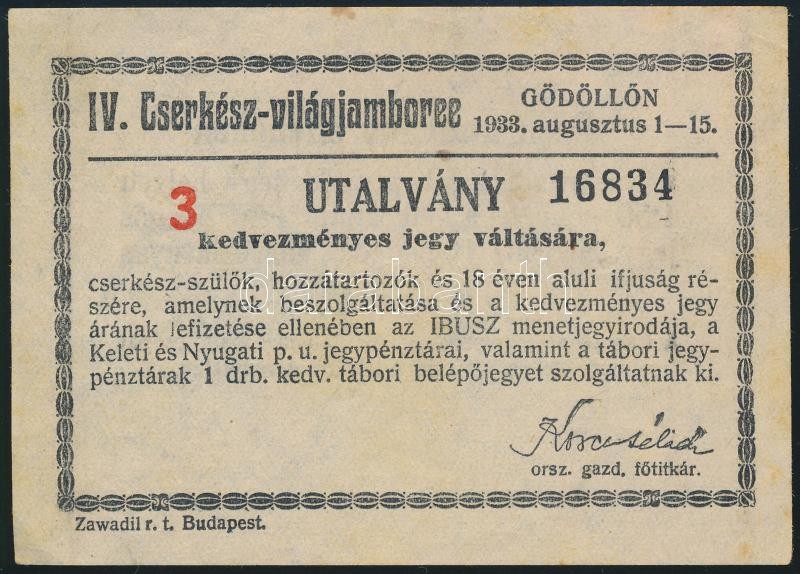 IV. Cserkész-világjamboree
GÖDÖLLŐN
1933. augusztus 1—15.
3
UTALVÁNY 16834
kedvezményes jegy váltására,
cserkész-szülők, hozzátartozók és 18 éven aluli ifjuság ré-
szére, amelynek beszolgáltatása és a kedvezményes jegy
árának lefizetése ellenében az IBUSZ menetjegyirodája, a
Keleti és Nyugati p. u. jegypénztárai, valamint a tábori jegy-
pénztárak 1 drb. kedv. tábori belépőjegyet szolgáltatnak ki.
orsz. gazd. főtitkár.
Zawadil r. t. Budapest.